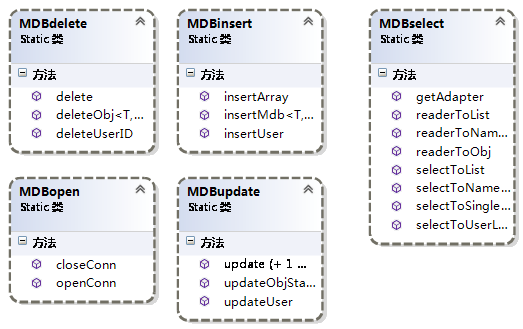 MDBdelete
Static 类
方法
delete
deleteObj<T,...
deleteUserID
MDBinsert
Static 类
方法
insertArray
insertMdb<T,...
insertUser
MDBselect
Static 类
方法
getAdapter
readerToList
readerToNam...
readerToObj
selectToList
selectToName...
selectToSingle...
selectToUserL...
MDBopen
Static 类
方法
closeConn
openConn
MDBupdate
Static 类
方法
update (+ 1 ...
updateObjSta...
updateUser